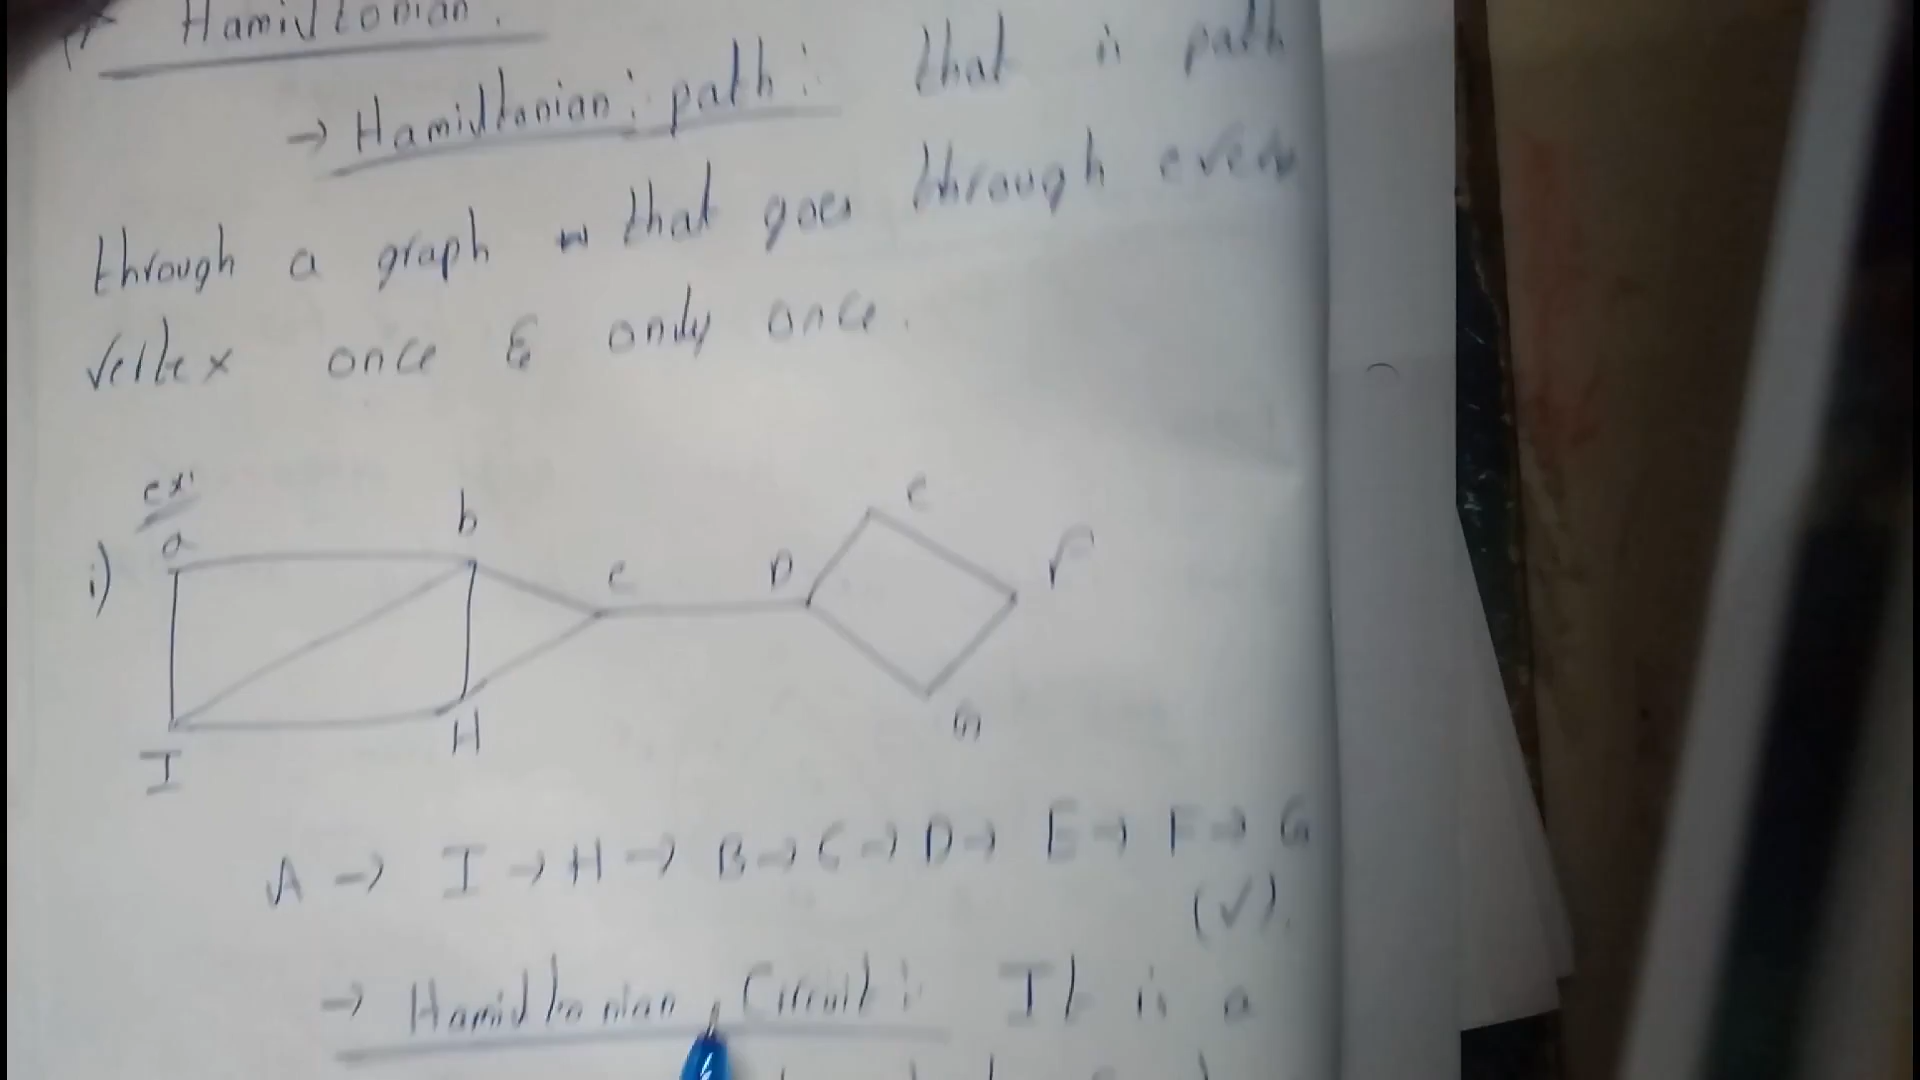 Hamiltonian.
→ Hamiltonian: path: that is path
through a graph that goes through every
vertex once & only once.
ex:
i) a b c D e F
I H G
A → I → H → B → C → D → E → F → G
(✓).
→ Hamiltonian Circuit: It is a